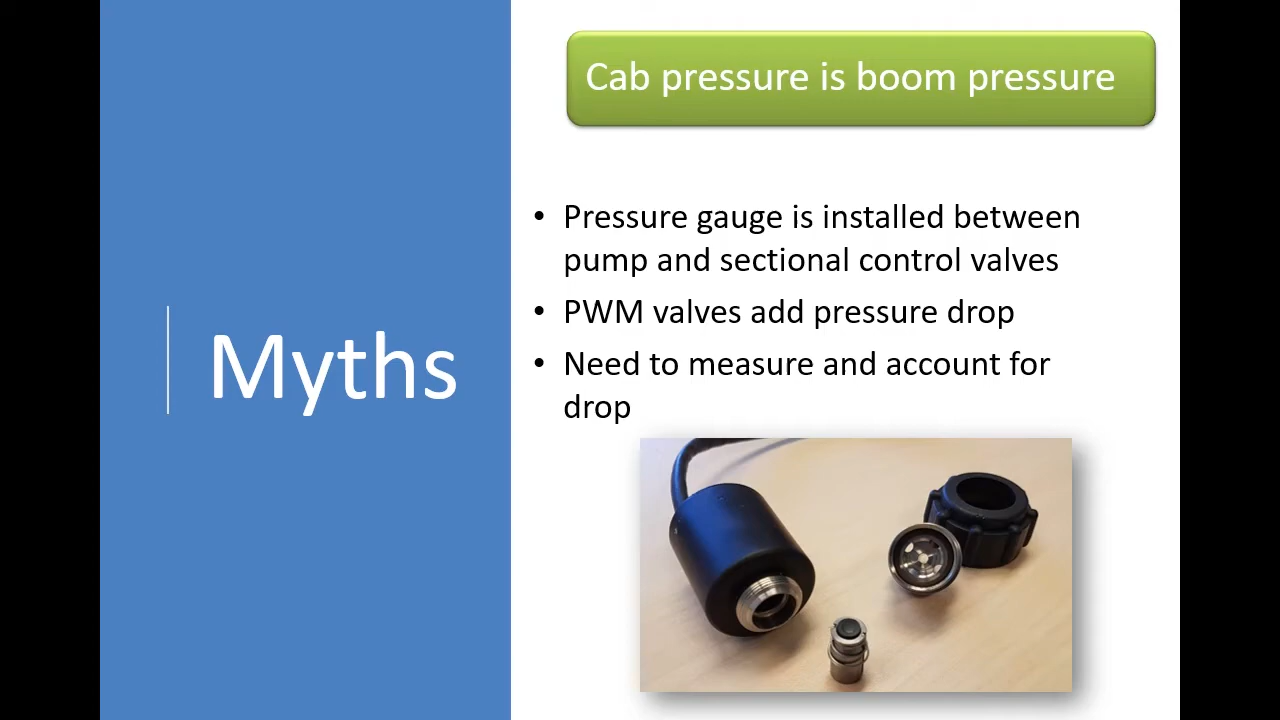 Cab pressure is boom pressure
Myths
• Pressure gauge is installed between
pump and sectional control valves
• PWM valves add pressure drop
• Need to measure and account for
drop